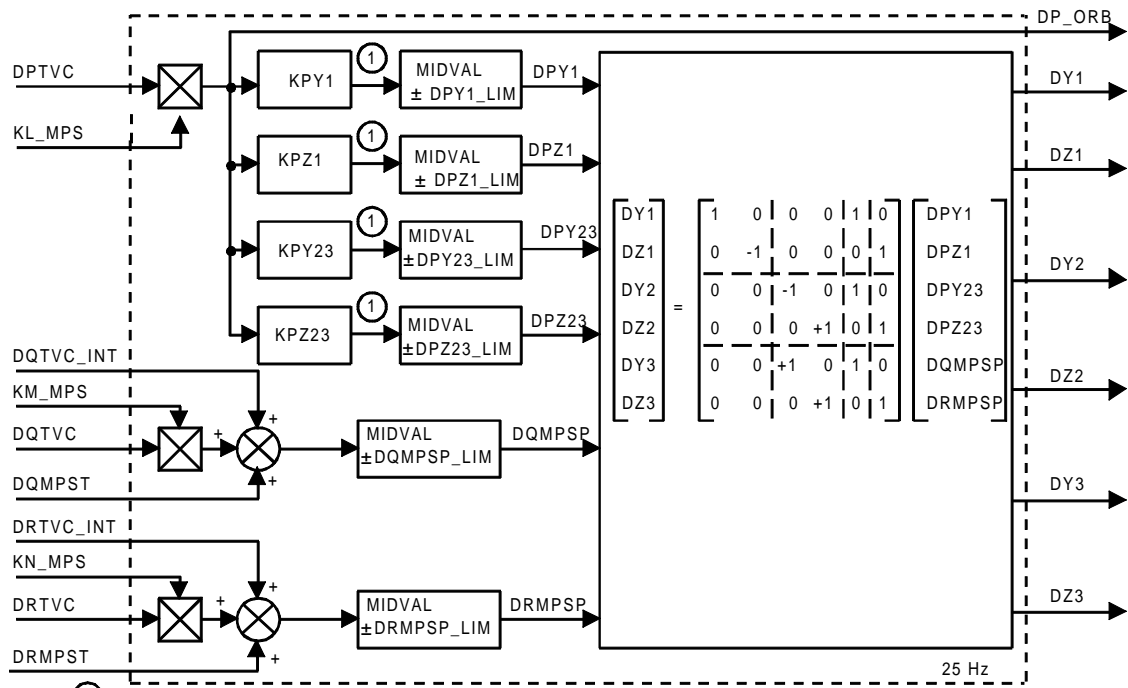 DP_ORB
DPTVC
KL_MPS
KPY1
1
MIDVAL
± DPY1_LIM
DPY1
DY1
KPZ1
1
MIDVAL
± DPZ1_LIM
DPZ1
DZ1
KPY23
1
MIDVAL
±DPY23_LIM
DPY23
DY2
KPZ23
1
MIDVAL
±DPZ23_LIM
DPZ23
DZ2
DY1 1 0 0 0 1 0 DPY1
DZ1 0 -1 0 0 0 1 DPZ1
DY2 0 0 -1 0 1 0 DPY23
= 
DZ2 0 0 0 +1 0 1 DPZ23
DY3 0 0 +1 0 1 0 DQMPSP
DZ3 0 0 0 +1 0 1 DRMPSP
DQTVC_INT
KM_MPS
DQTVC
DQMPST
+
+
+
MIDVAL
±DQMPSP_LIM
DQMPSP
DY3
DRTVC_INT
KN_MPS
DRTVC
DRMPST
+
+
+
MIDVAL
±DRMPSP_LIM
DRMPSP
DZ3
25 Hz